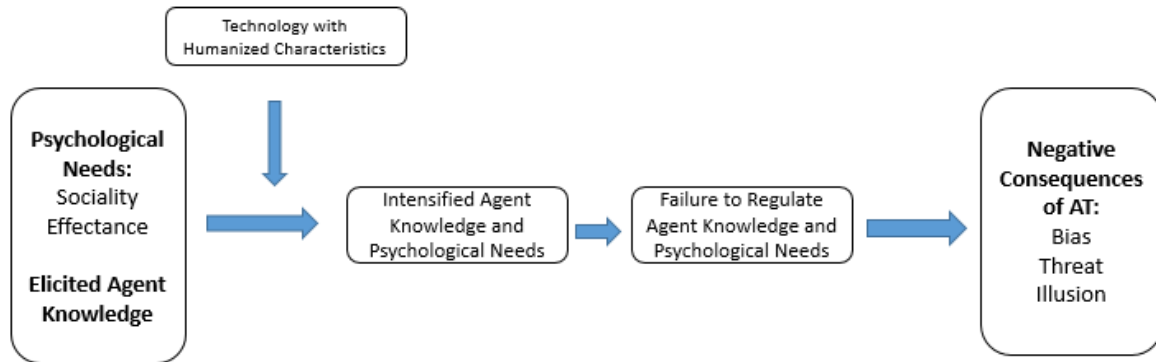 Technology with
Humanized Characteristics
Psychological
Needs:
Sociality
Effectance
Elicited Agent
Knowledge
Intensified Agent
Knowledge and
Psychological Needs
Failure to Regulate
Agent Knowledge and
Psychological Needs
Negative
Consequences
of AT:
Bias
Threat
Illusion